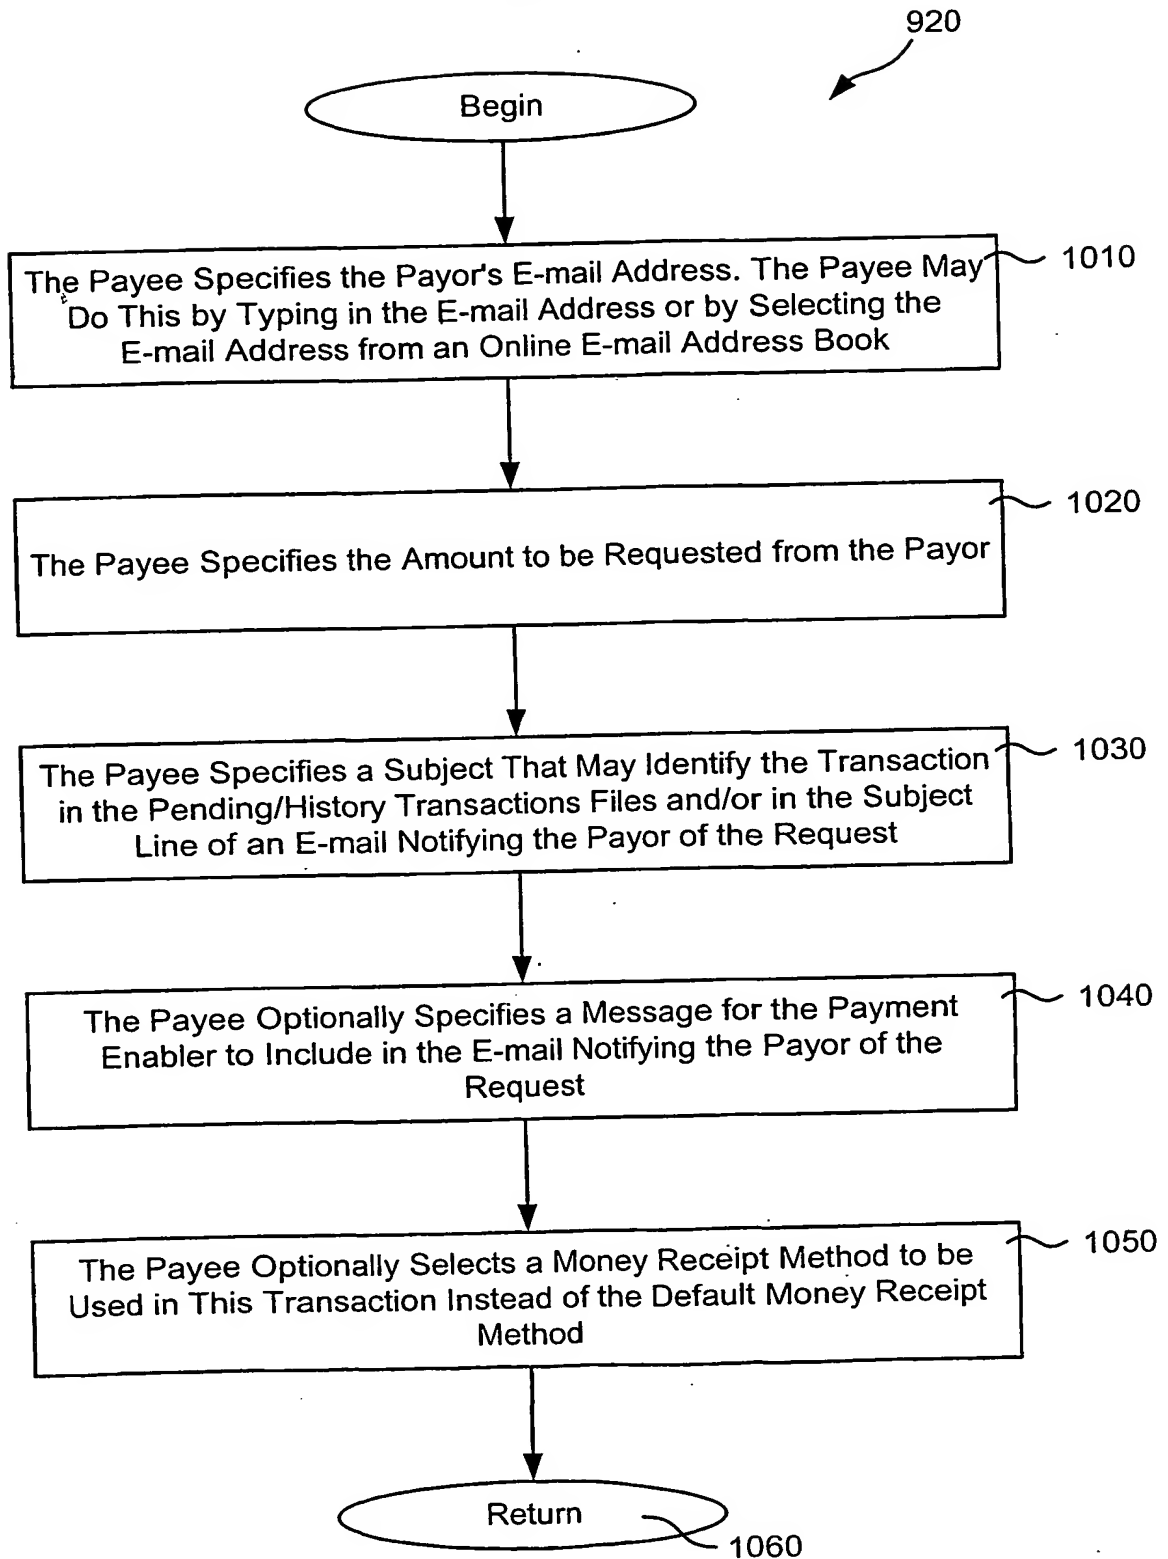 920
Begin
The Payee Specifies the Payor's E-mail Address. The Payee May
Do This by Typing in the E-mail Address or by Selecting the
E-mail Address from an Online E-mail Address Book
1010
The Payee Specifies the Amount to be Requested from the Payor
1020
The Payee Specifies a Subject That May Identify the Transaction
in the Pending/History Transactions Files and/or in the Subject
Line of an E-mail Notifying the Payor of the Request
1030
The Payee Optionally Specifies a Message for the Payment
Enabler to Include in the E-mail Notifying the Payor of the
Request
1040
The Payee Optionally Selects a Money Receipt Method to be
Used in This Transaction Instead of the Default Money Receipt
Method
1050
Return
1060